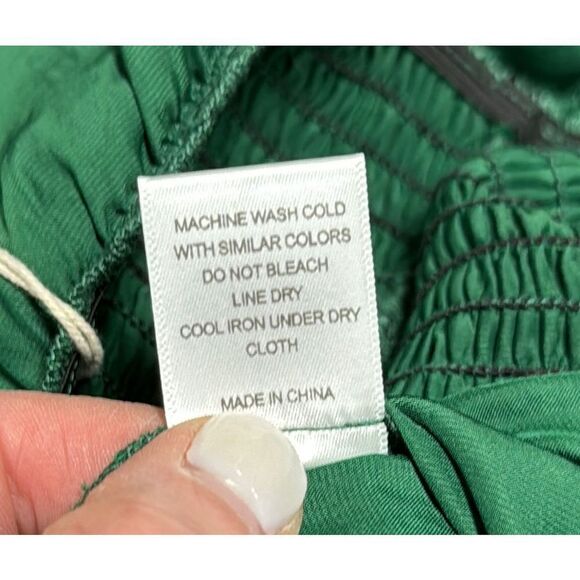 MACHINE WASH COLD
WITH SIMILAR COLORS
DO NOT BLEACH
LINE DRY
COOL IRON UNDER DRY
CLOTH
MADE IN CHINA